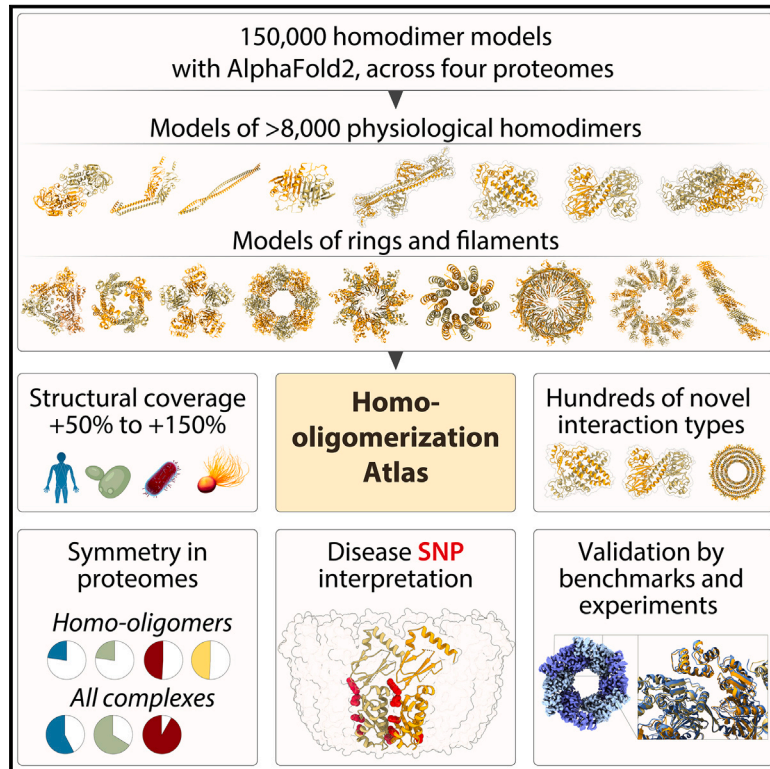 150,000 homodimer models
with AlphaFold2, across four proteomes
Models of >8,000 physiological homodimers
Models of rings and filaments
Structural coverage
+50% to +150%
Homo-
oligomerization
Atlas
Hundreds of novel
interaction types
Symmetry in
proteomes
Homo-oligomers
All complexes
Disease SNP
interpretation
Validation by
benchmarks and
experiments